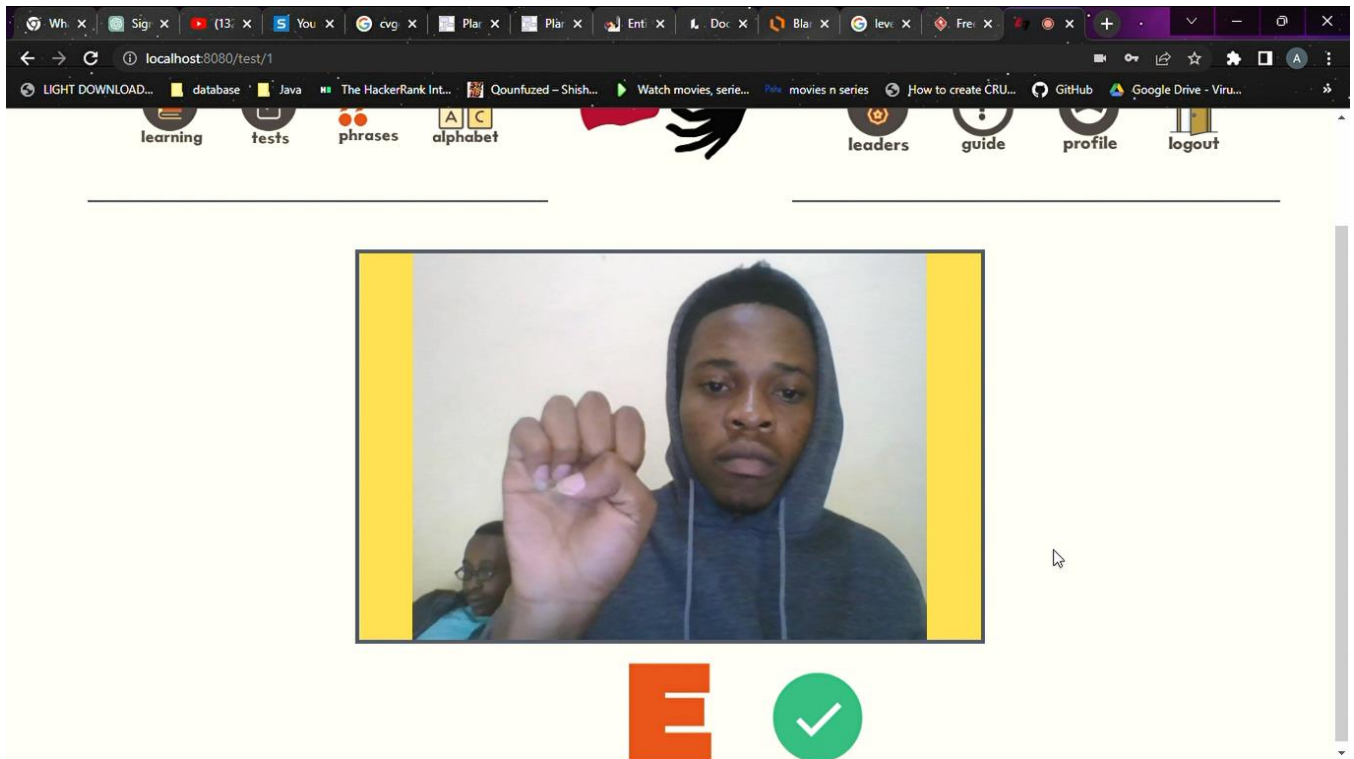 Wh Sign (13: You cvg Plar Plàr Enti Doc Blar leve Free
localhost:8080/test/1 A
LIGHT DOWNLOAD... database Java The HackerRank Int... Qounfuzed – Shish... Watch movies, serie... movies n series How to create CRU... GitHub Google Drive - Viru... »
A C
learning tests phrases alphabet leaders guide profile logout
E